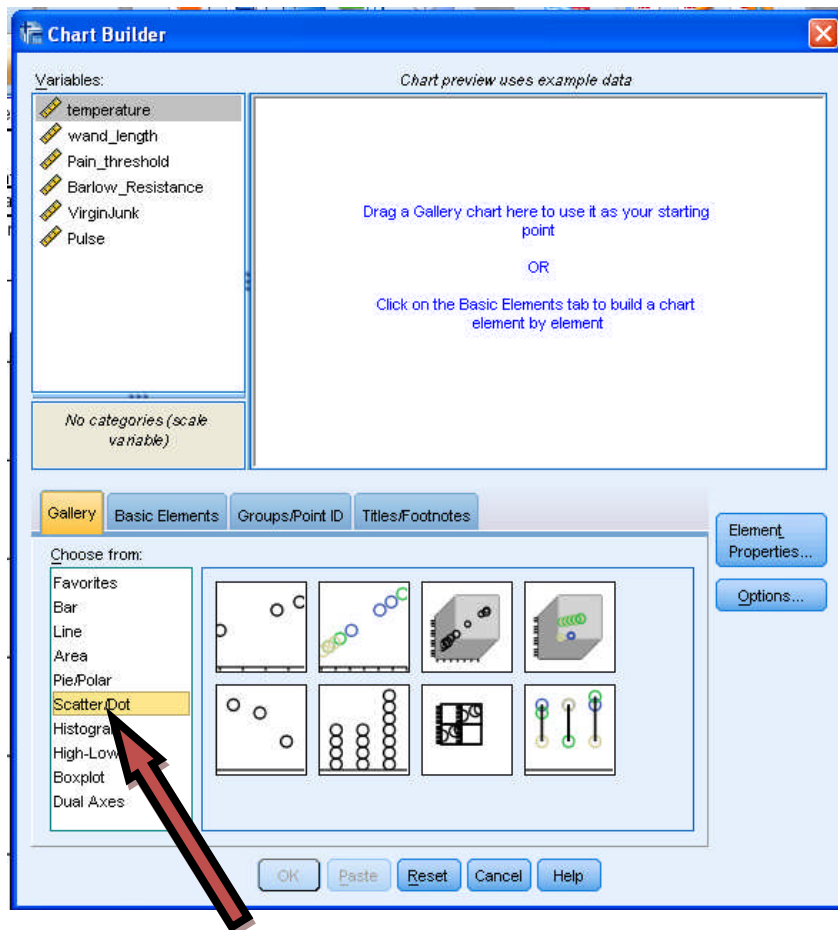 Chart Builder
Variables:
Chart preview uses example data
temperature
wand_length
Pain_threshold
Barlow_Resistance
VirginJunk
Pulse
Drag a Gallery chart here to use it as your starting
point
OR
Click on the Basic Elements tab to build a chart
element by element
No categories (scale
variable)
Gallery
Basic Elements
Groups/Point ID
Titles/Footnotes
Element
Properties...
Options...
Choose from:
Favorites
Bar
Line
Area
Pie/Polar
Scatter/Dot
Histogra
High-Low
Boxplot
Dual Axes
OK
Paste
Reset
Cancel
Help